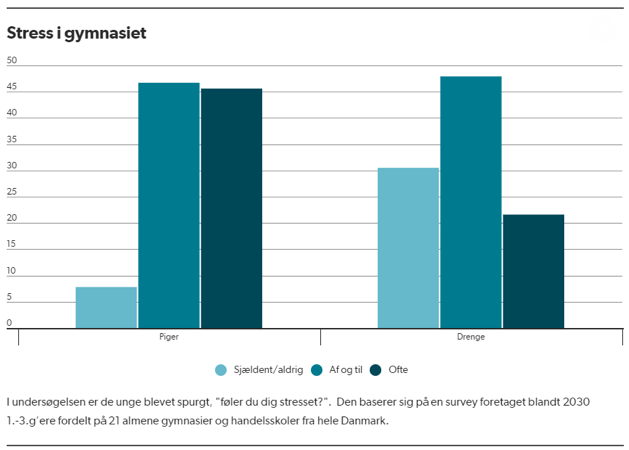 Stress i gymnasiet
50
45
40
35
30
25
20
15
10
5
0
Piger
Drenge
Sjældent/aldrig Af og til Ofte
I undersøgelsen er de unge blevet spurgt, "føler du dig stresset?". Den baserer sig på en survey foretaget blandt 2030
1.-3.g´ere fordelt på 21 almene gymnasier og handelsskoler fra hele Danmark.